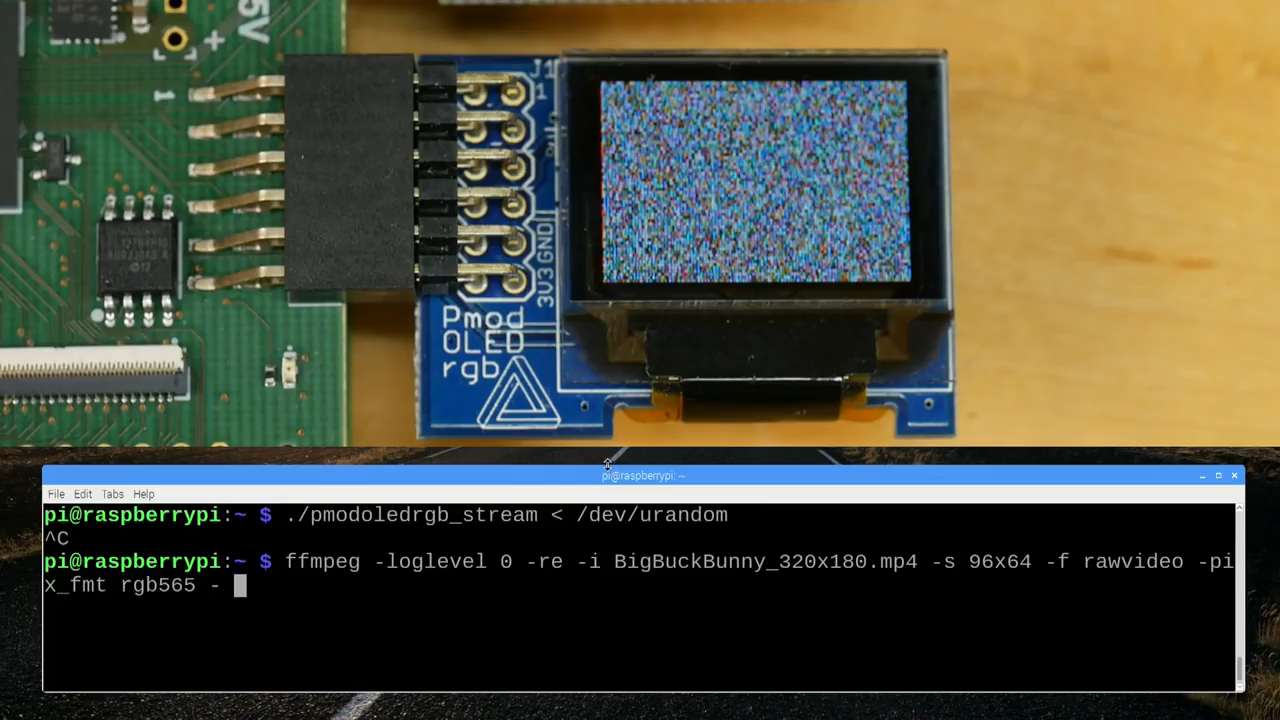 5V
+
1
J1
1
3V3 GND
Pmod
OLED
rgb
pi@raspberrypi: ~
File Edit Tabs Help
pi@raspberrypi:~ $ ./pmodoledrgb_stream < /dev/urandom
^C
pi@raspberrypi:~ $ ffmpeg -loglevel 0 -re -i BigBuckBunny_320x180.mp4 -s 96x64 -f rawvideo -pi
x_fmt rgb565 -